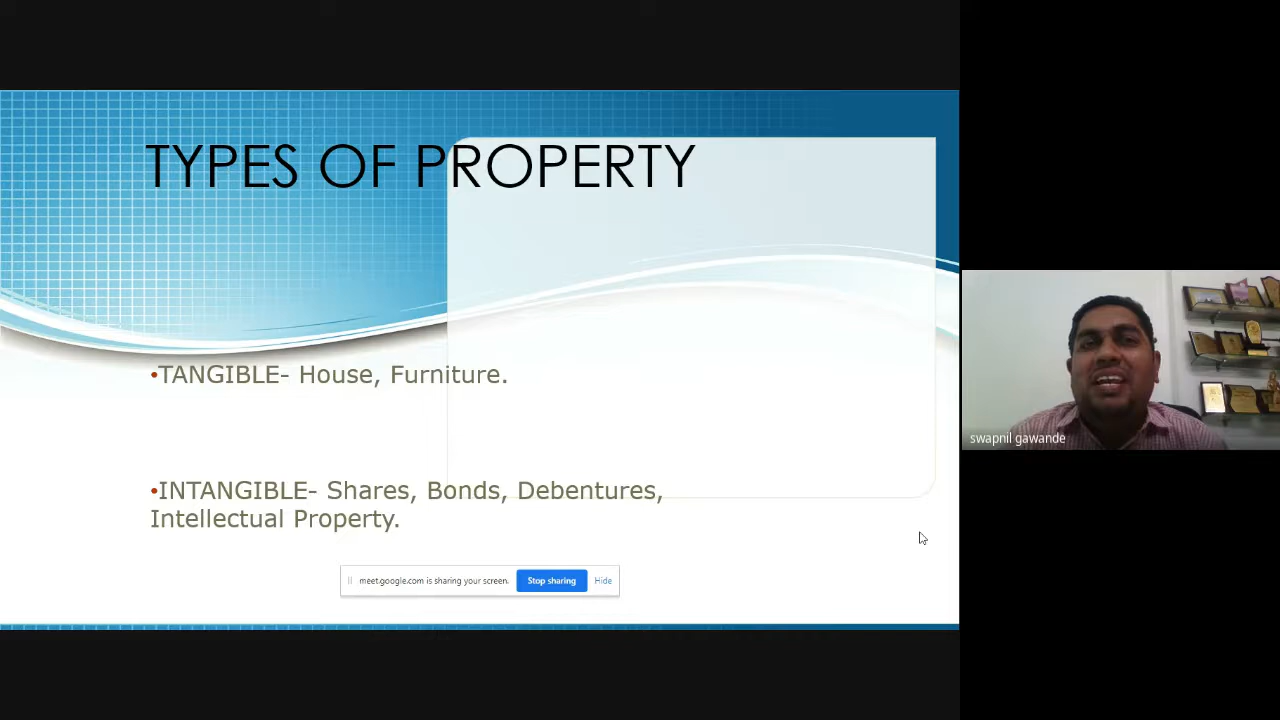 TYPES OF PROPERTY
•TANGIBLE- House, Furniture.
•INTANGIBLE- Shares, Bonds, Debentures,
Intellectual Property.
meet.google.com is sharing your screen.
Stop sharing
Hide
swapnil gawande